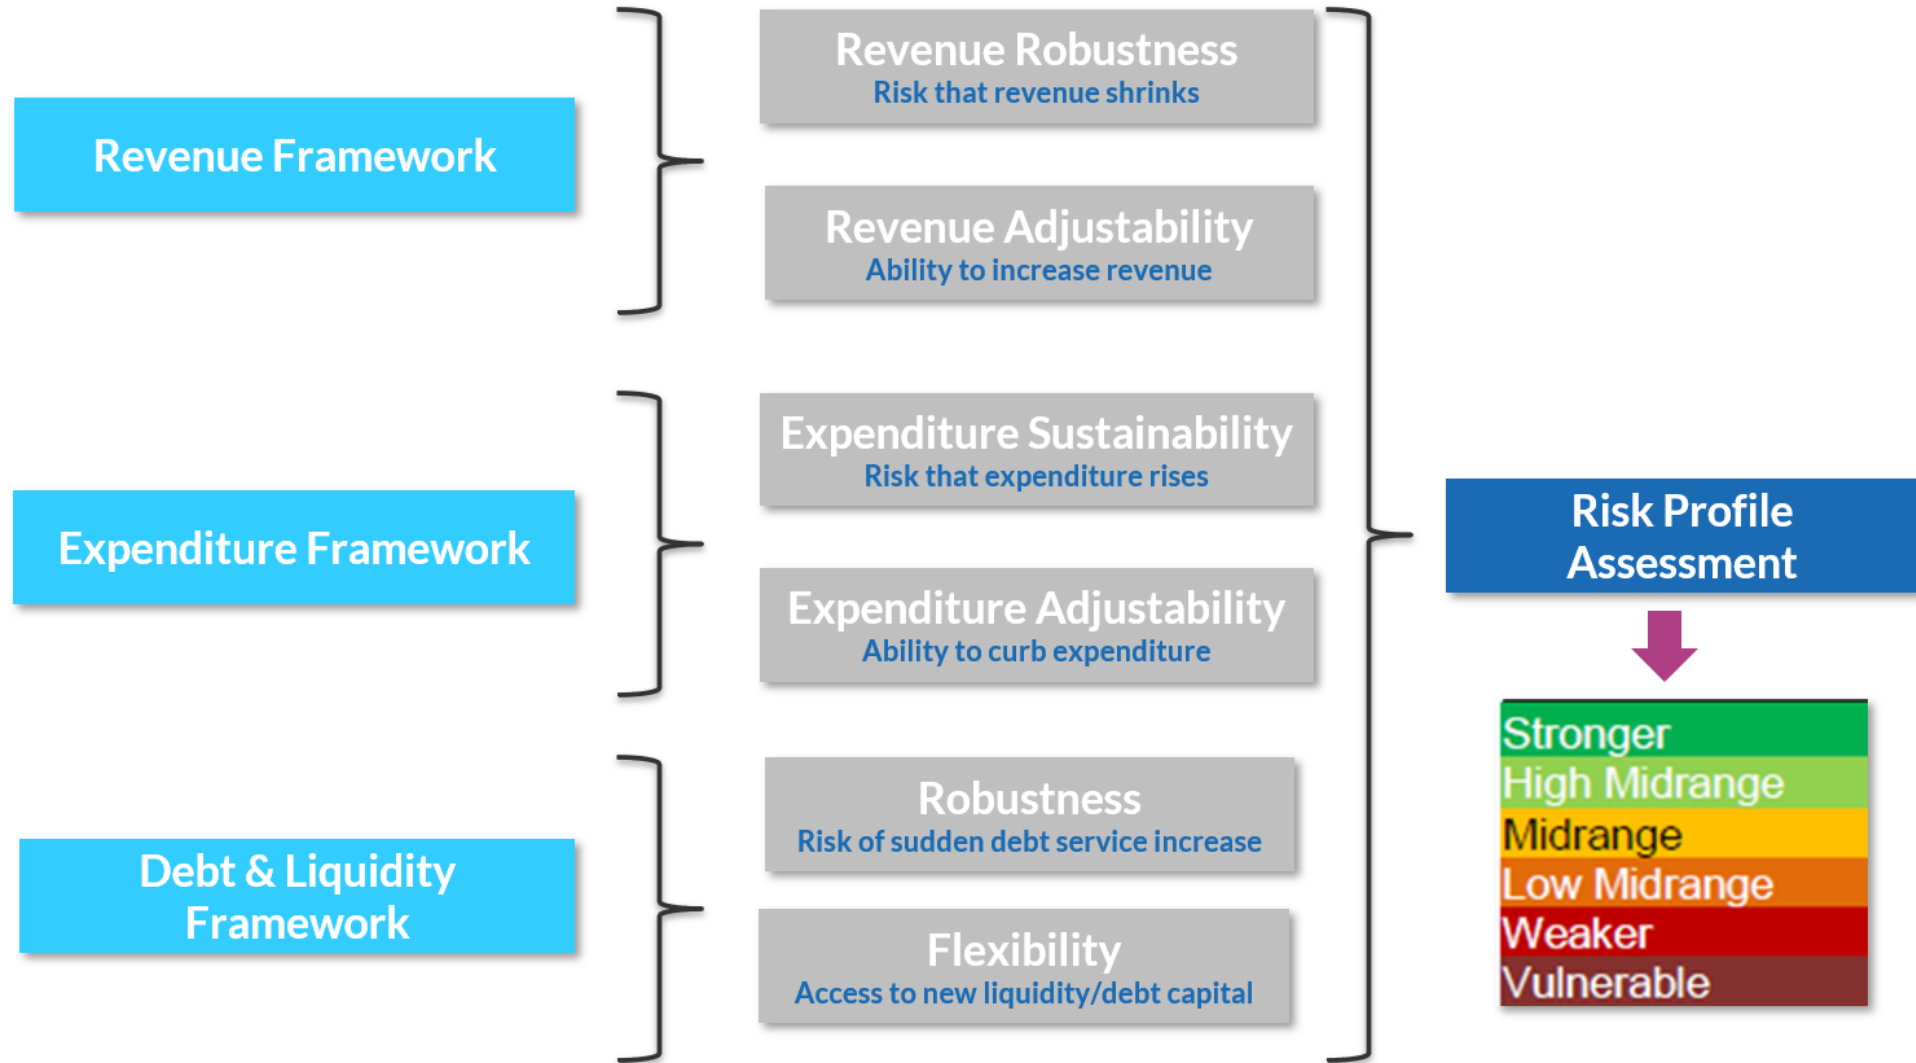 Revenue Framework
Revenue Robustness
Risk that revenue shrinks
Revenue Adjustability
Ability to increase revenue
Expenditure Framework
Expenditure Sustainability
Risk that expenditure rises
Expenditure Adjustability
Ability to curb expenditure
Debt & Liquidity
Framework
Robustness
Risk of sudden debt service increase
Flexibility
Access to new liquidity/debt capital
Risk Profile
Assessment
Stronger
High Midrange
Midrange
Low Midrange
Weaker
Vulnerable